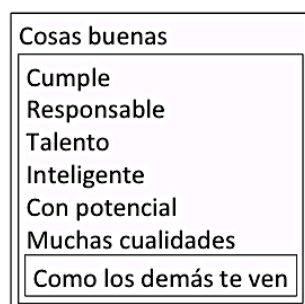 Cosas buenas
Cumple
Responsable
Talento
Inteligente
Con potencial
Muchas cualidades
Como los demás te ven